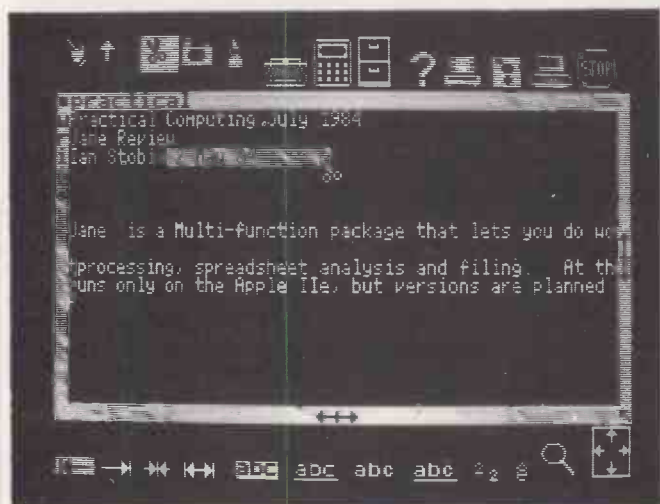 ? STOP
practical
Practical Computing July 1984
Jane Review
Ian Stobi
Jane is a Multi-function package that lets you do wor
processing, spreadsheet analysis and filing. At th
runs only on the Apple IIe, but versions are planned
abc abc abc abc